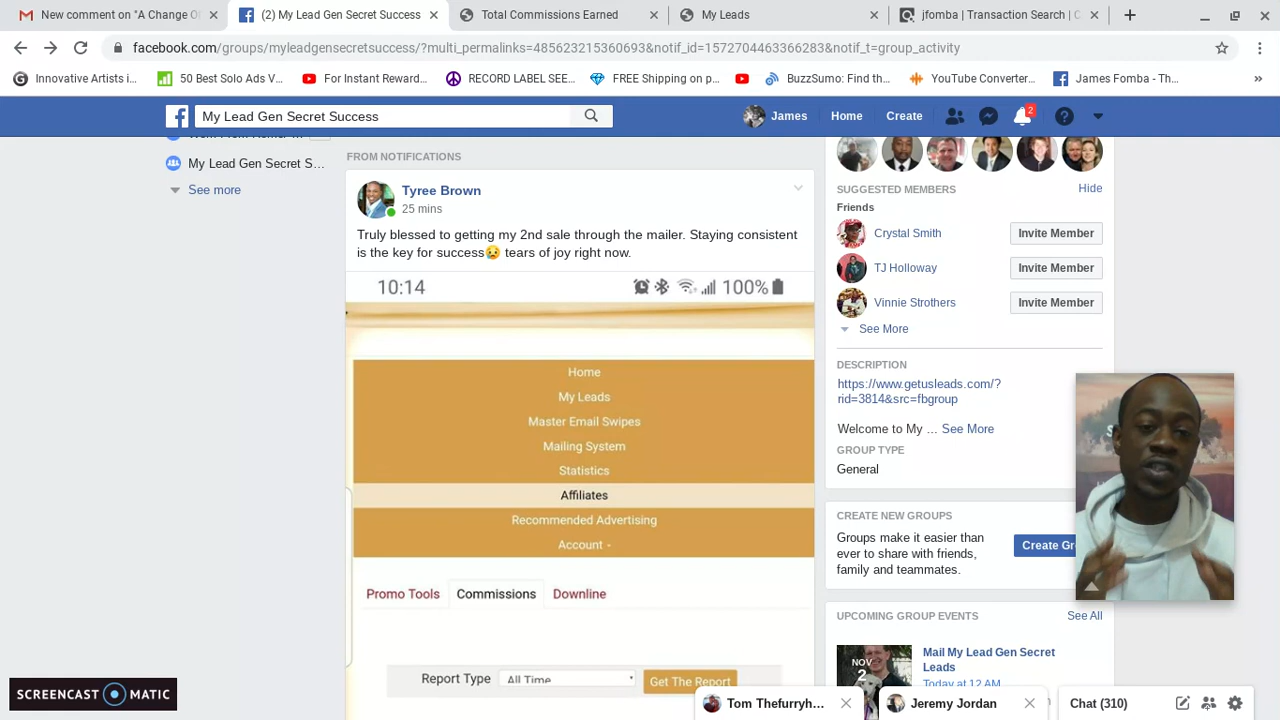 New comment on "A Change Of
(2) My Lead Gen Secret Success
Total Commissions Earned
My Leads
jfomba | Transaction Search | C
facebook.com/groups/myleadgensecretsuccess/?multi_permalinks=485623215360693&notif_id=1572704463366283&notif_t=group_activity
Innovative Artists i...
50 Best Solo Ads V...
For Instant Reward...
RECORD LABEL SEE...
FREE Shipping on p...
BuzzSumo: Find th...
YouTube Converter...
James Fomba - Th...
My Lead Gen Secret Success
James
Home
Create
2
My Lead Gen Secret S...
See more
FROM NOTIFICATIONS
Tyree Brown
25 mins
Truly blessed to getting my 2nd sale through the mailer. Staying consistent
is the key for success😥 tears of joy right now.
10:14
100%
Home
My Leads
Master Email Swipes
Mailing System
Statistics
Affiliates
Recommended Advertising
Account -
Promo Tools
Commissions
Downline
Report Type
All Time
Get The Report
SUGGESTED MEMBERS
Hide
Friends
Crystal Smith
Invite Member
TJ Holloway
Invite Member
Vinnie Strothers
Invite Member
See More
DESCRIPTION
https://www.getusleads.com/?
rid=3814&src=fbgroup
Welcome to My ... See More
GROUP TYPE
General
CREATE NEW GROUPS
Groups make it easier than
ever to share with friends,
family and teammates.
Create Gr
UPCOMING GROUP EVENTS
See All
NOV
2
Mail My Lead Gen Secret
Leads
Today at 12 AM
SCREENCAST MATIC
Tom Thefurryh...
Jeremy Jordan
Chat (310)